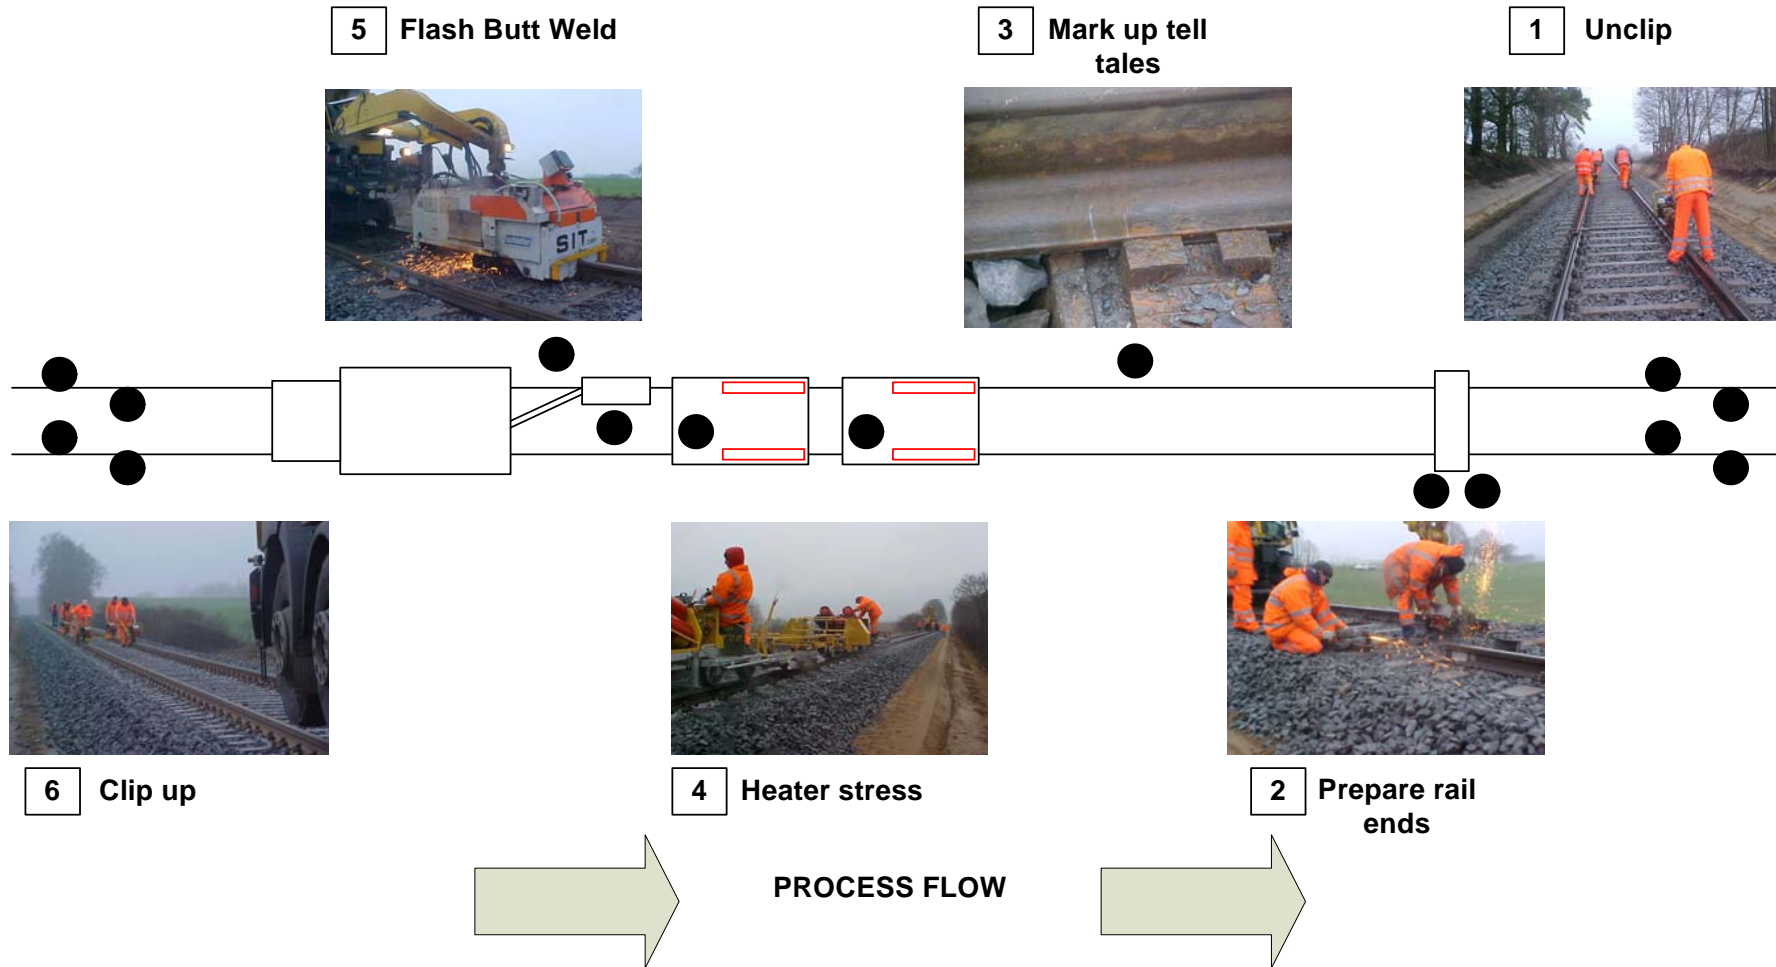 5 Flash Butt Weld
3 Mark up tell
tales
1 Unclip
SIT
6 Clip up
4 Heater stress
2 Prepare rail
ends
PROCESS FLOW